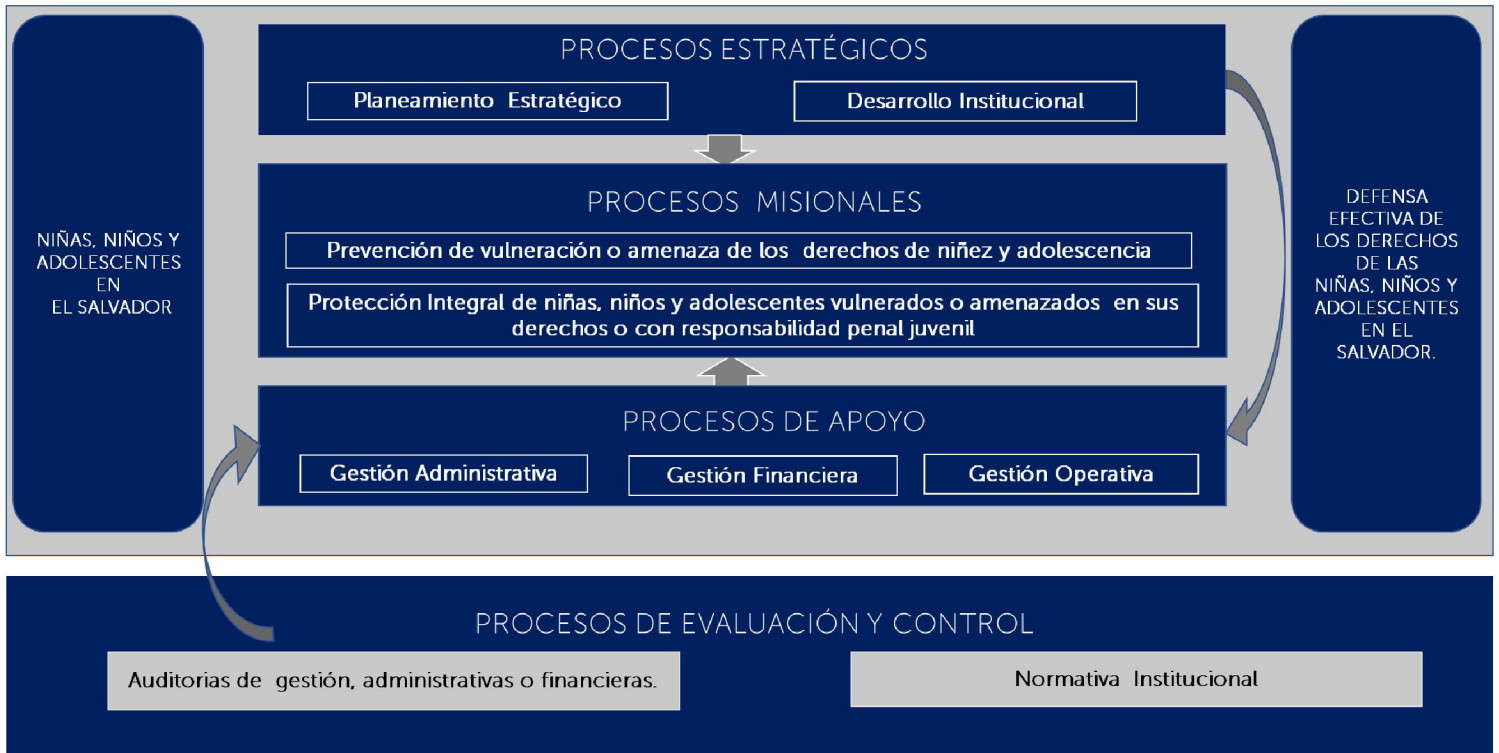 PROCESOS ESTRATÉGICOS
Planeamiento Estratégico
Desarrollo Institucional
NIÑAS, NIÑOS Y
ADOLESCENTES
EN
EL SALVADOR
PROCESOS MISIONALES
Prevención de vulneración o amenaza de los derechos de niñez y adolescencia
Protección Integral de niñas, niños y adolescentes vulnerados o amenazados en sus
derechos o con responsabilidad penal juvenil
DEFENSA
EFECTIVA DE
LOS DERECHOS
DE LAS
NIÑAS, NIÑOS Y
ADOLESCENTES
EN EL
SALVADOR.
PROCESOS DE APOYO
Gestión Administrativa
Gestión Financiera
Gestión Operativa
PROCESOS DE EVALUACIÓN Y CONTROL
Auditorias de gestión, administrativas o financieras.
Normativa Institucional